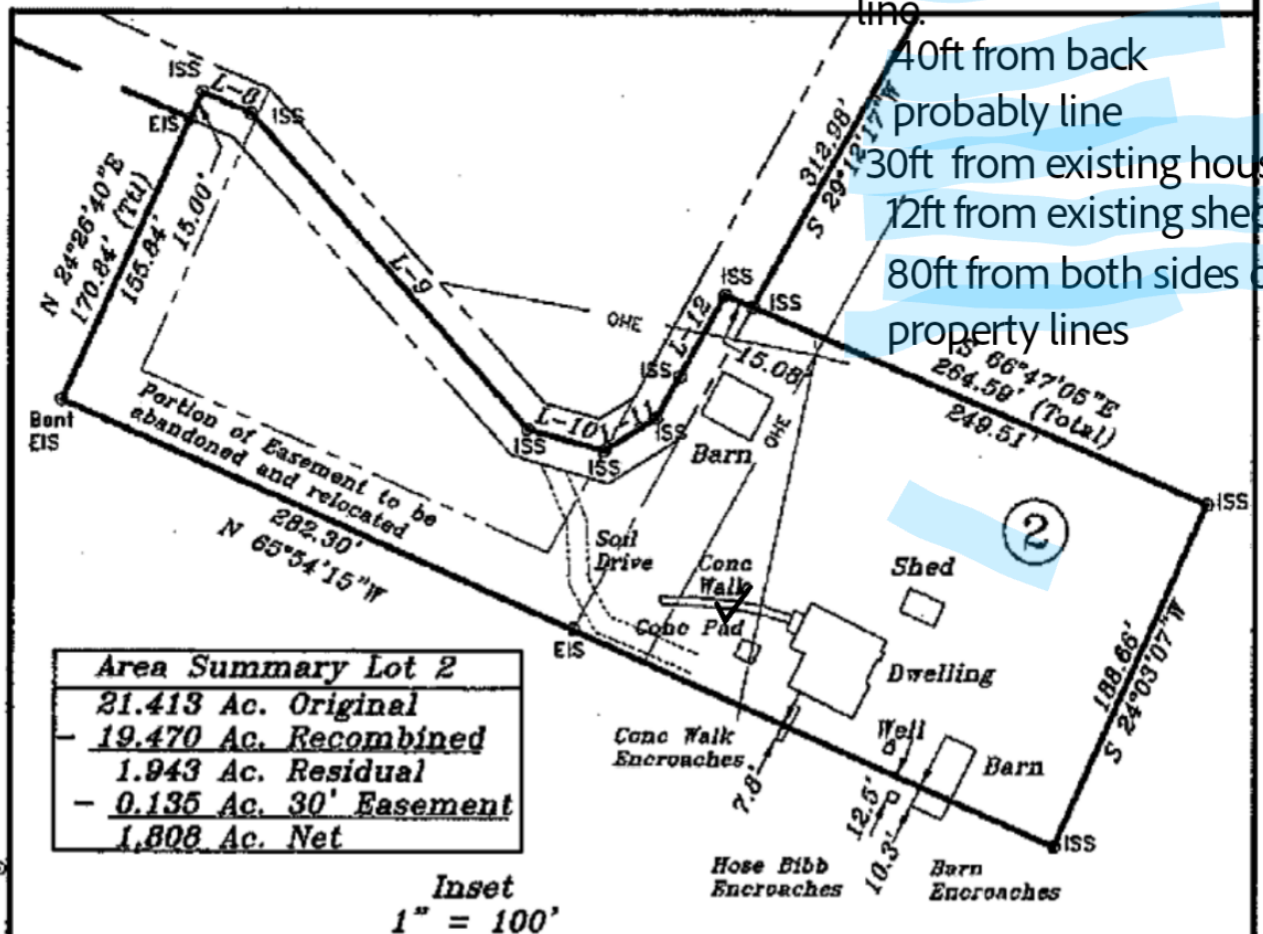 line.
40ft from back
probably line
30ft from existing hous
12ft from existing shed
80ft from both sides o
property lines
ISS
L-8
ISS
EIS
N 24°26'40"E
170.84' (Ttl)
155.84'
15.00'
312.98'
S 29°12'17"W
L-9
OHE
ISS
ISS
L-12
15.08'
ISS
S 66°47'05"E
264.59' (Total)
249.51'
Bent
EIS
Portion of Easement to be
abandoned and relocated
282.30'
N 65°54'15"W
L-10
L-11
ISS
ISS
ISS
Barn
OHE
ISS
2
Soil
Drive
Conc
Walk
Conc Pad
Shed
EIS
Dwelling
188.66'
S 24°03'07"W
Area Summary Lot 2
21.413 Ac. Original
- 19.470 Ac. Recombined
1.943 Ac. Residual
- 0.135 Ac. 30' Easement
1.808 Ac. Net
Conc Walk
Encroaches
7.8'
Well
Barn
12.5'
10.3'
ISS
Hose Bibb
Encroaches
Barn
Encroaches
Inset
1" = 100'